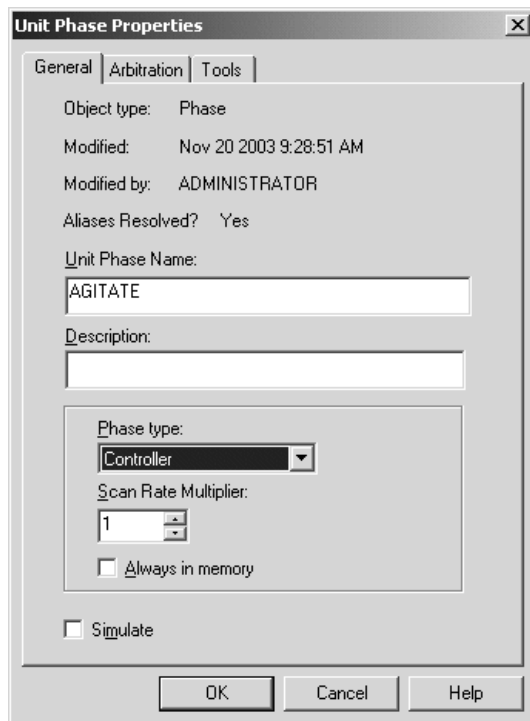 Unit Phase Properties
General Arbitration Tools
Object type: Phase
Modified: Nov 20 2003 9:28:51 AM
Modified by: ADMINISTRATOR
Aliases Resolved? Yes
Unit Phase Name:
AGITATE
Description:
Phase type:
Controller
Scan Rate Multiplier:
1
Always in memory
Simulate
OK Cancel Help